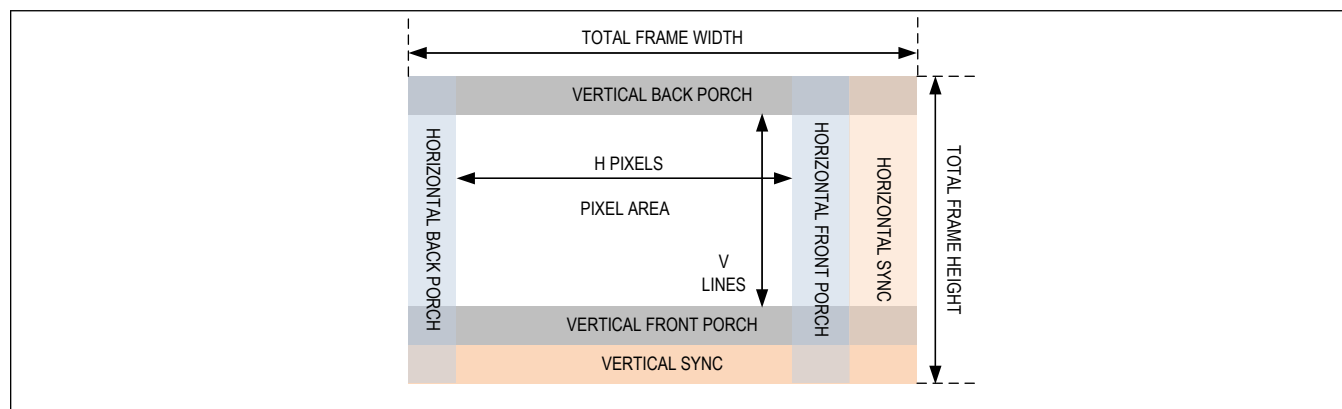 TOTAL FRAME WIDTH
VERTICAL BACK PORCH
HORIZONTAL BACK PORCH
H PIXELS
PIXEL AREA
V
LINES
HORIZONTAL FRONT PORCH
HORIZONTAL SYNC
TOTAL FRAME HEIGHT
VERTICAL FRONT PORCH
VERTICAL SYNC